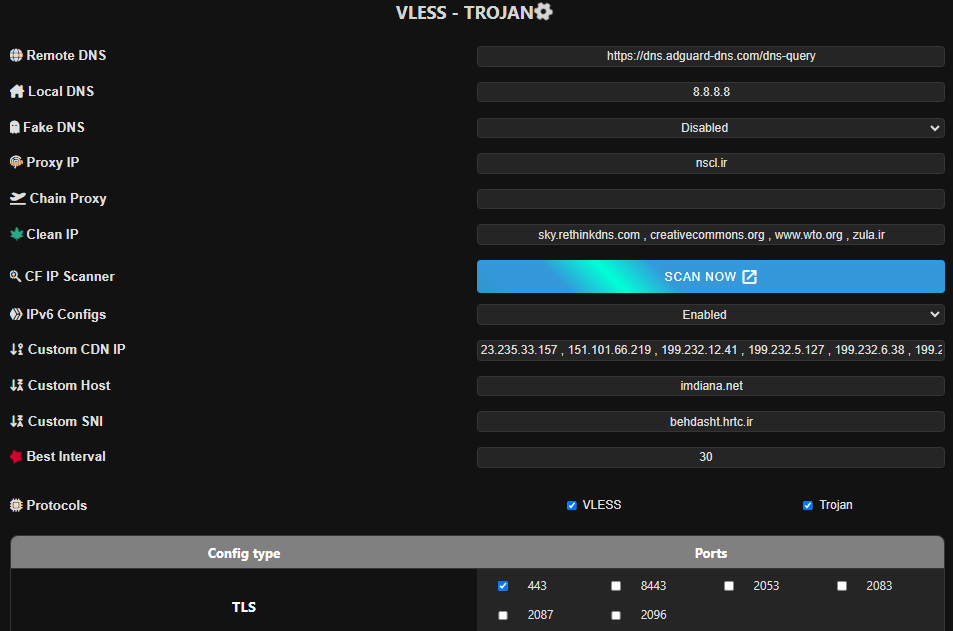 VLESS - TROJAN
Remote DNS https://dns.adguard-dns.com/dns-query
Local DNS 8.8.8.8
Fake DNS Disabled
Proxy IP nscl.ir
Chain Proxy
Clean IP sky.rethinkdns.com , creativecommons.org , www.wto.org , zula.ir
CF IP Scanner SCAN NOW
IPv6 Configs Enabled
Custom CDN IP 23.235.33.157 , 151.101.66.219 , 199.232.12.41 , 199.232.5.127 , 199.232.6.38 , 199.2
Custom Host imdiana.net
Custom SNI behdasht.hrtc.ir
Best Interval 30
Protocols VLESS Trojan
Config type Ports
443 8443 2053 2083
TLS
2087 2096